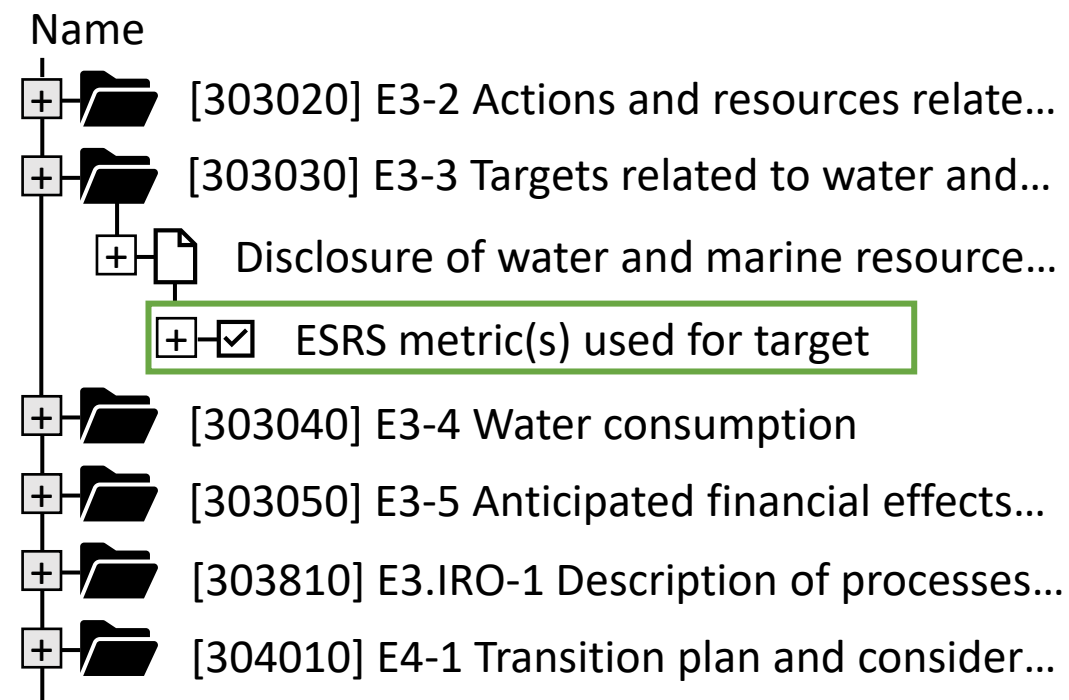 Name
[303020] E3-2 Actions and resources relate…
[303030] E3-3 Targets related to water and…
Disclosure of water and marine resource…
ESRS metric(s) used for target
[303040] E3-4 Water consumption
[303050] E3-5 Anticipated financial effects…
[303810] E3.IRO-1 Description of processes…
[304010] E4-1 Transition plan and consider…